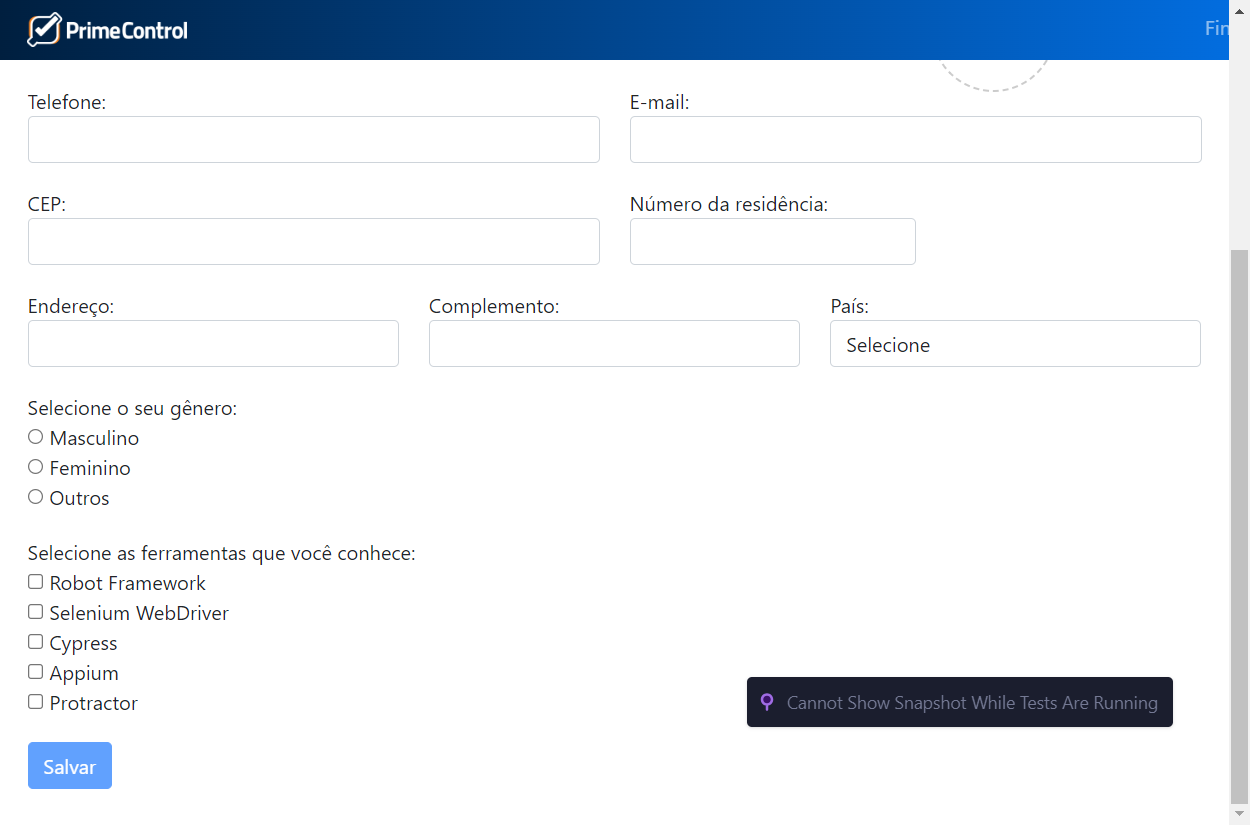 PrimeControl
Fin
Telefone:
E-mail:
CEP:
Número da residência:
Endereço:
Complemento:
País:
Selecione
Selecione o seu gênero:
Masculino
Feminino
Outros
Selecione as ferramentas que você conhece:
Robot Framework
Selenium WebDriver
Cypress
Appium
Protractor
Cannot Show Snapshot While Tests Are Running
Salvar